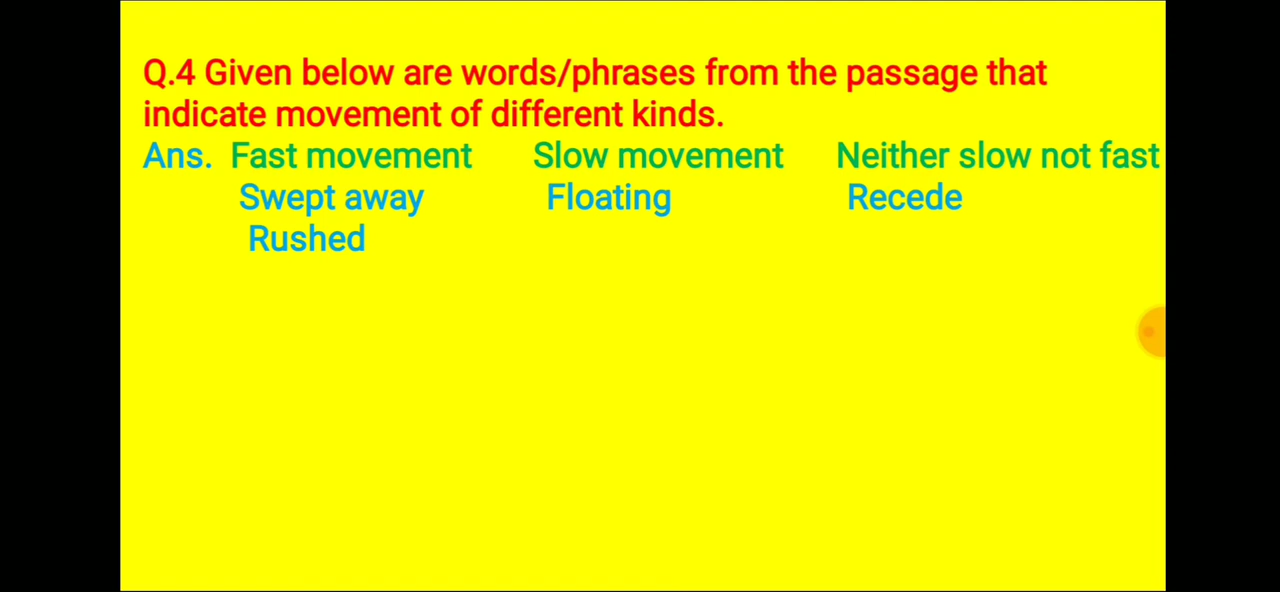 Q.4 Given below are words/phrases from the passage that
indicate movement of different kinds.
Ans. Fast movement Slow movement Neither slow not fast
Swept away Floating Recede
Rushed